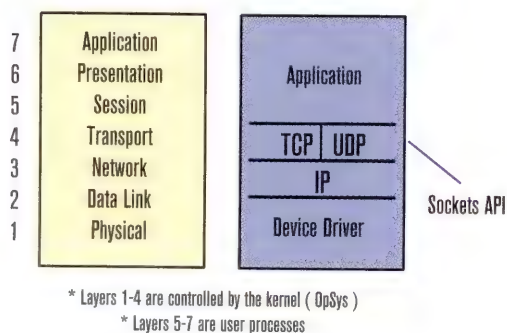 7 Application
6 Presentation
5 Session
4 Transport
3 Network
2 Data Link
1 Physical
Application
TCP UDP
IP
Device Driver
Sockets API
* Layers 1-4 are controlled by the kernel ( OpSys )
* Layers 5-7 are user processes